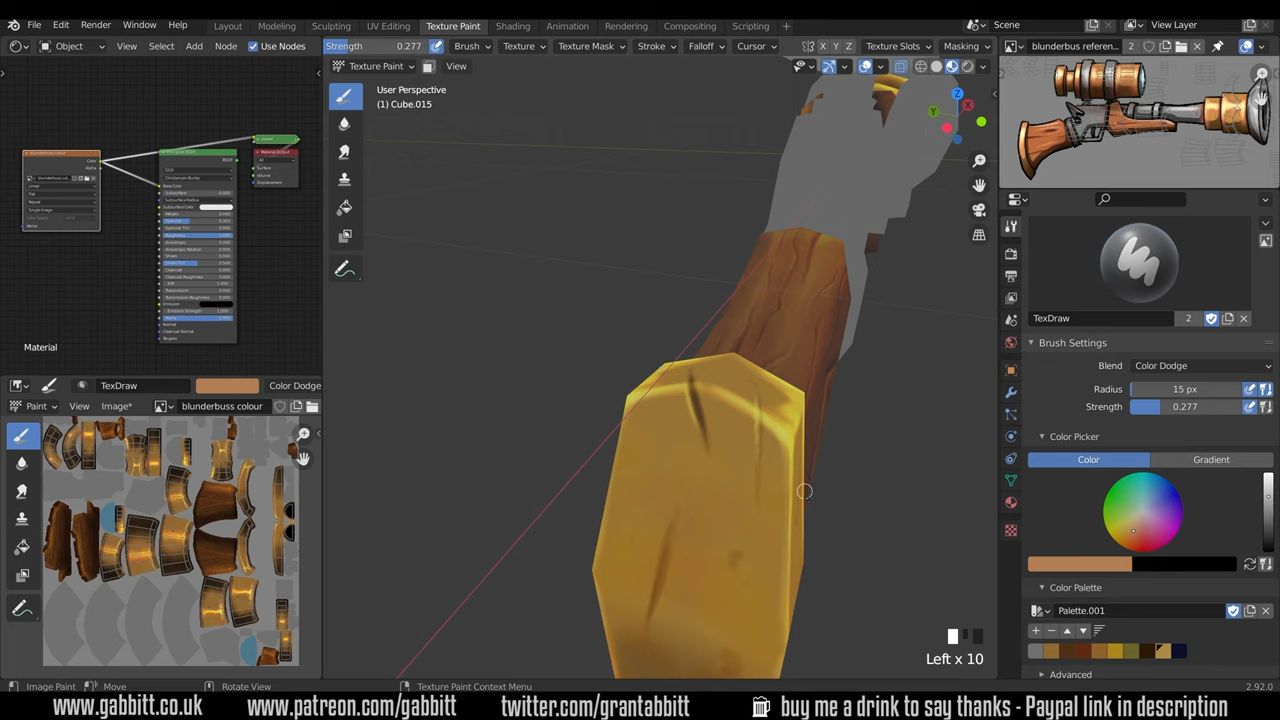 File Edit Render Window Help Layout Modeling Sculpting UV Editing Texture Paint Shading Animation Rendering Compositing Scripting + Scene View Layer
Object View Select Add Node Use Nodes Strength 0.277 Brush Texture Texture Mask Stroke Falloff Cursor X Y Z Texture Slots Masking blunderbus referen... 2
Texture Paint View
User Perspective
(1) Cube.015
Z
Y
Material
TexDraw 2
Brush Settings
Blend Color Dodge
Radius 15 px
Strength 0.277
Color Picker
Color Gradient
Color Palette
Palette.001
Advanced
TexDraw Color Dodge
Paint View Image* blunderbuss colour
Left x 10
Image Paint Move Rotate View Texture Paint Context Menu 2.92.0
www.gabbitt.co.uk www.patreon.com/gabbitt twitter.com/grantabbitt buy me a drink to say thanks - Paypal link in description